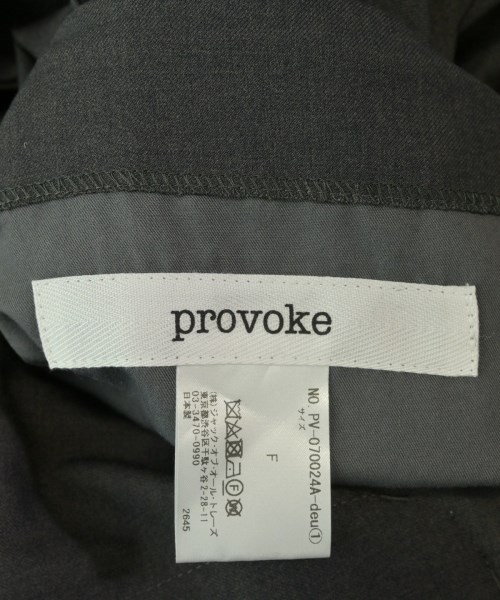 provoke
NO. PV-070024A-deu①
サイズ
F
(株)ジャック・オブ・オール・トレーズ
東京都渋谷区千駄ヶ谷2-28-11
03-3470-0990
日本製
2645